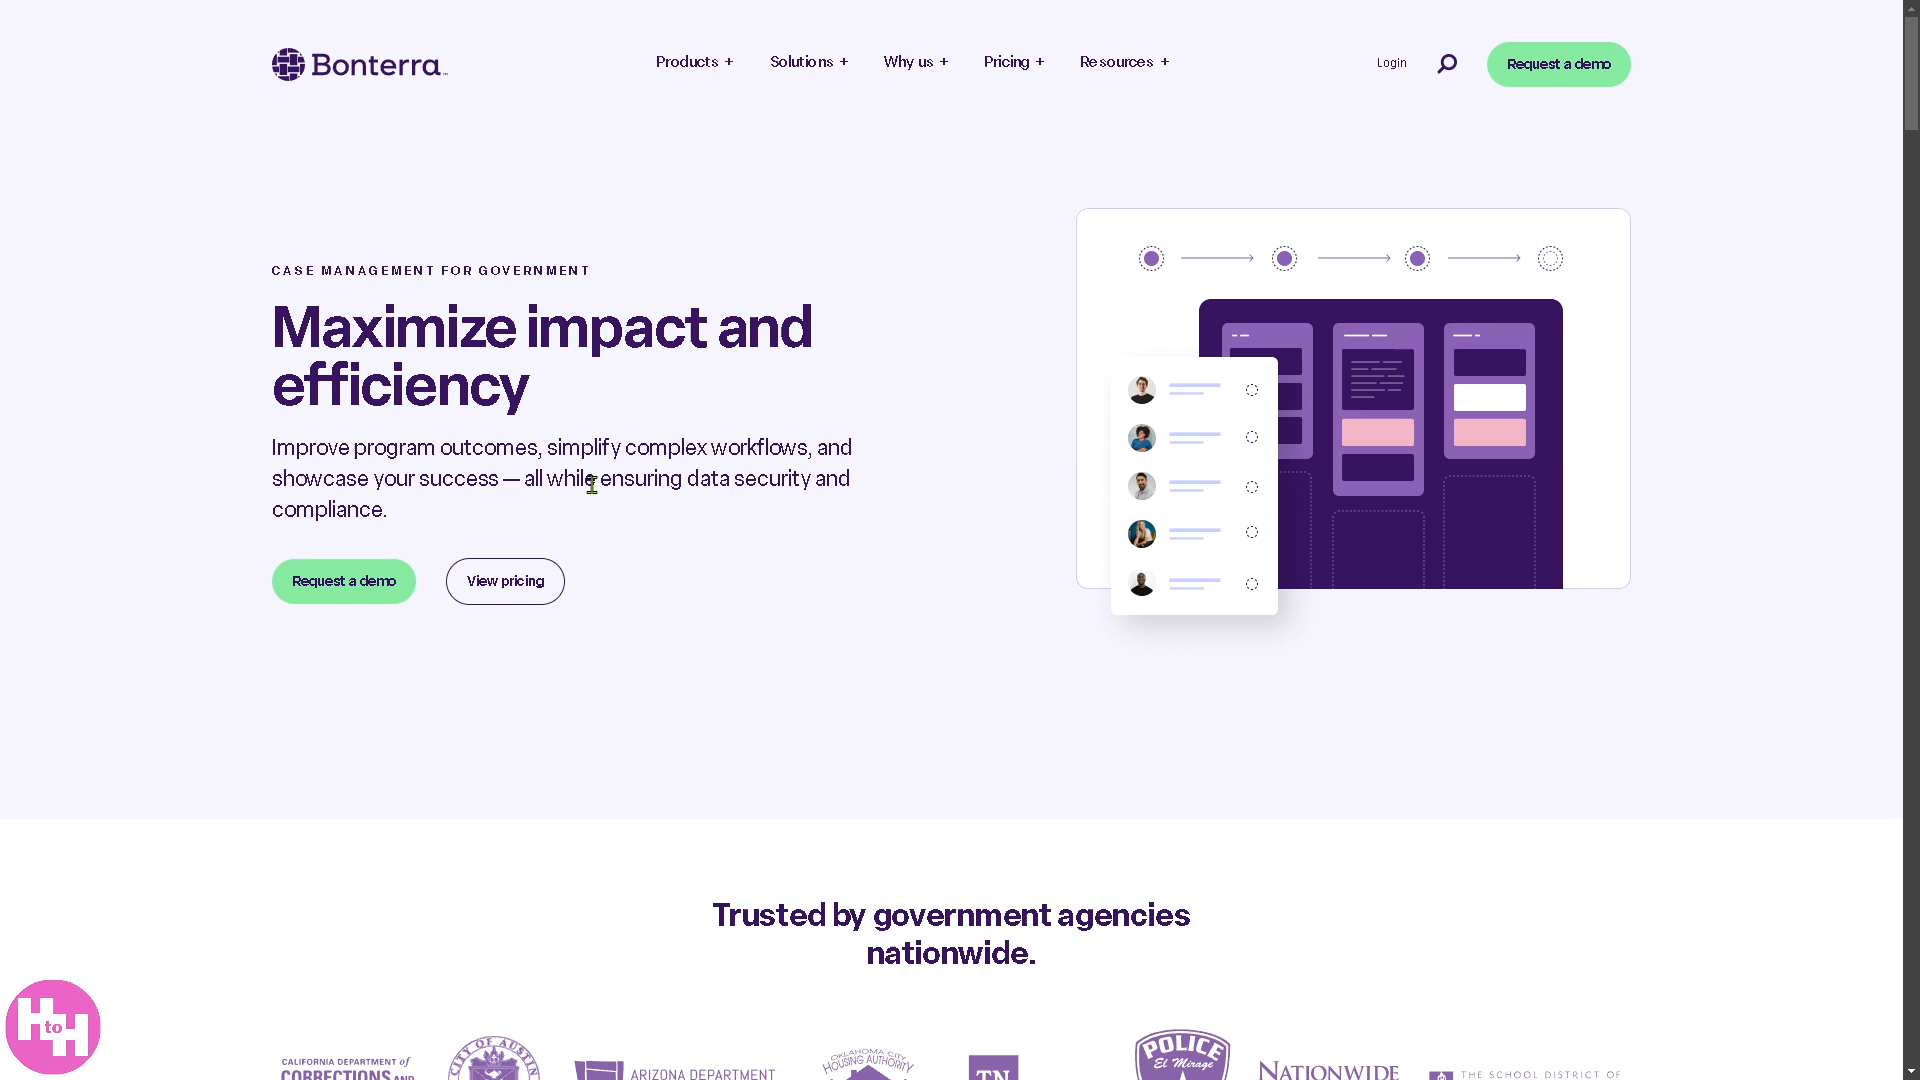 Bonterra
Products +
Solutions +
Why us +
Pricing +
Resources +
Login
Request a demo
CASE MANAGEMENT FOR GOVERNMENT
Maximize impact and
efficiency
Improve program outcomes, simplify complex workflows, and
showcase your success — all while ensuring data security and
compliance.
Request a demo
View pricing
Trusted by government agencies
nationwide.
H to H
CALIFORNIA DEPARTMENT of
CORRECTIONS AND
CITY OF AUSTIN
ARIZONA DEPARTMENT
OKLAHOMA CITY
HOUSING AUTHORITY
TN
POLICE
El Mirage
NATIONWIDE
THE SCHOOL DISTRICT OF